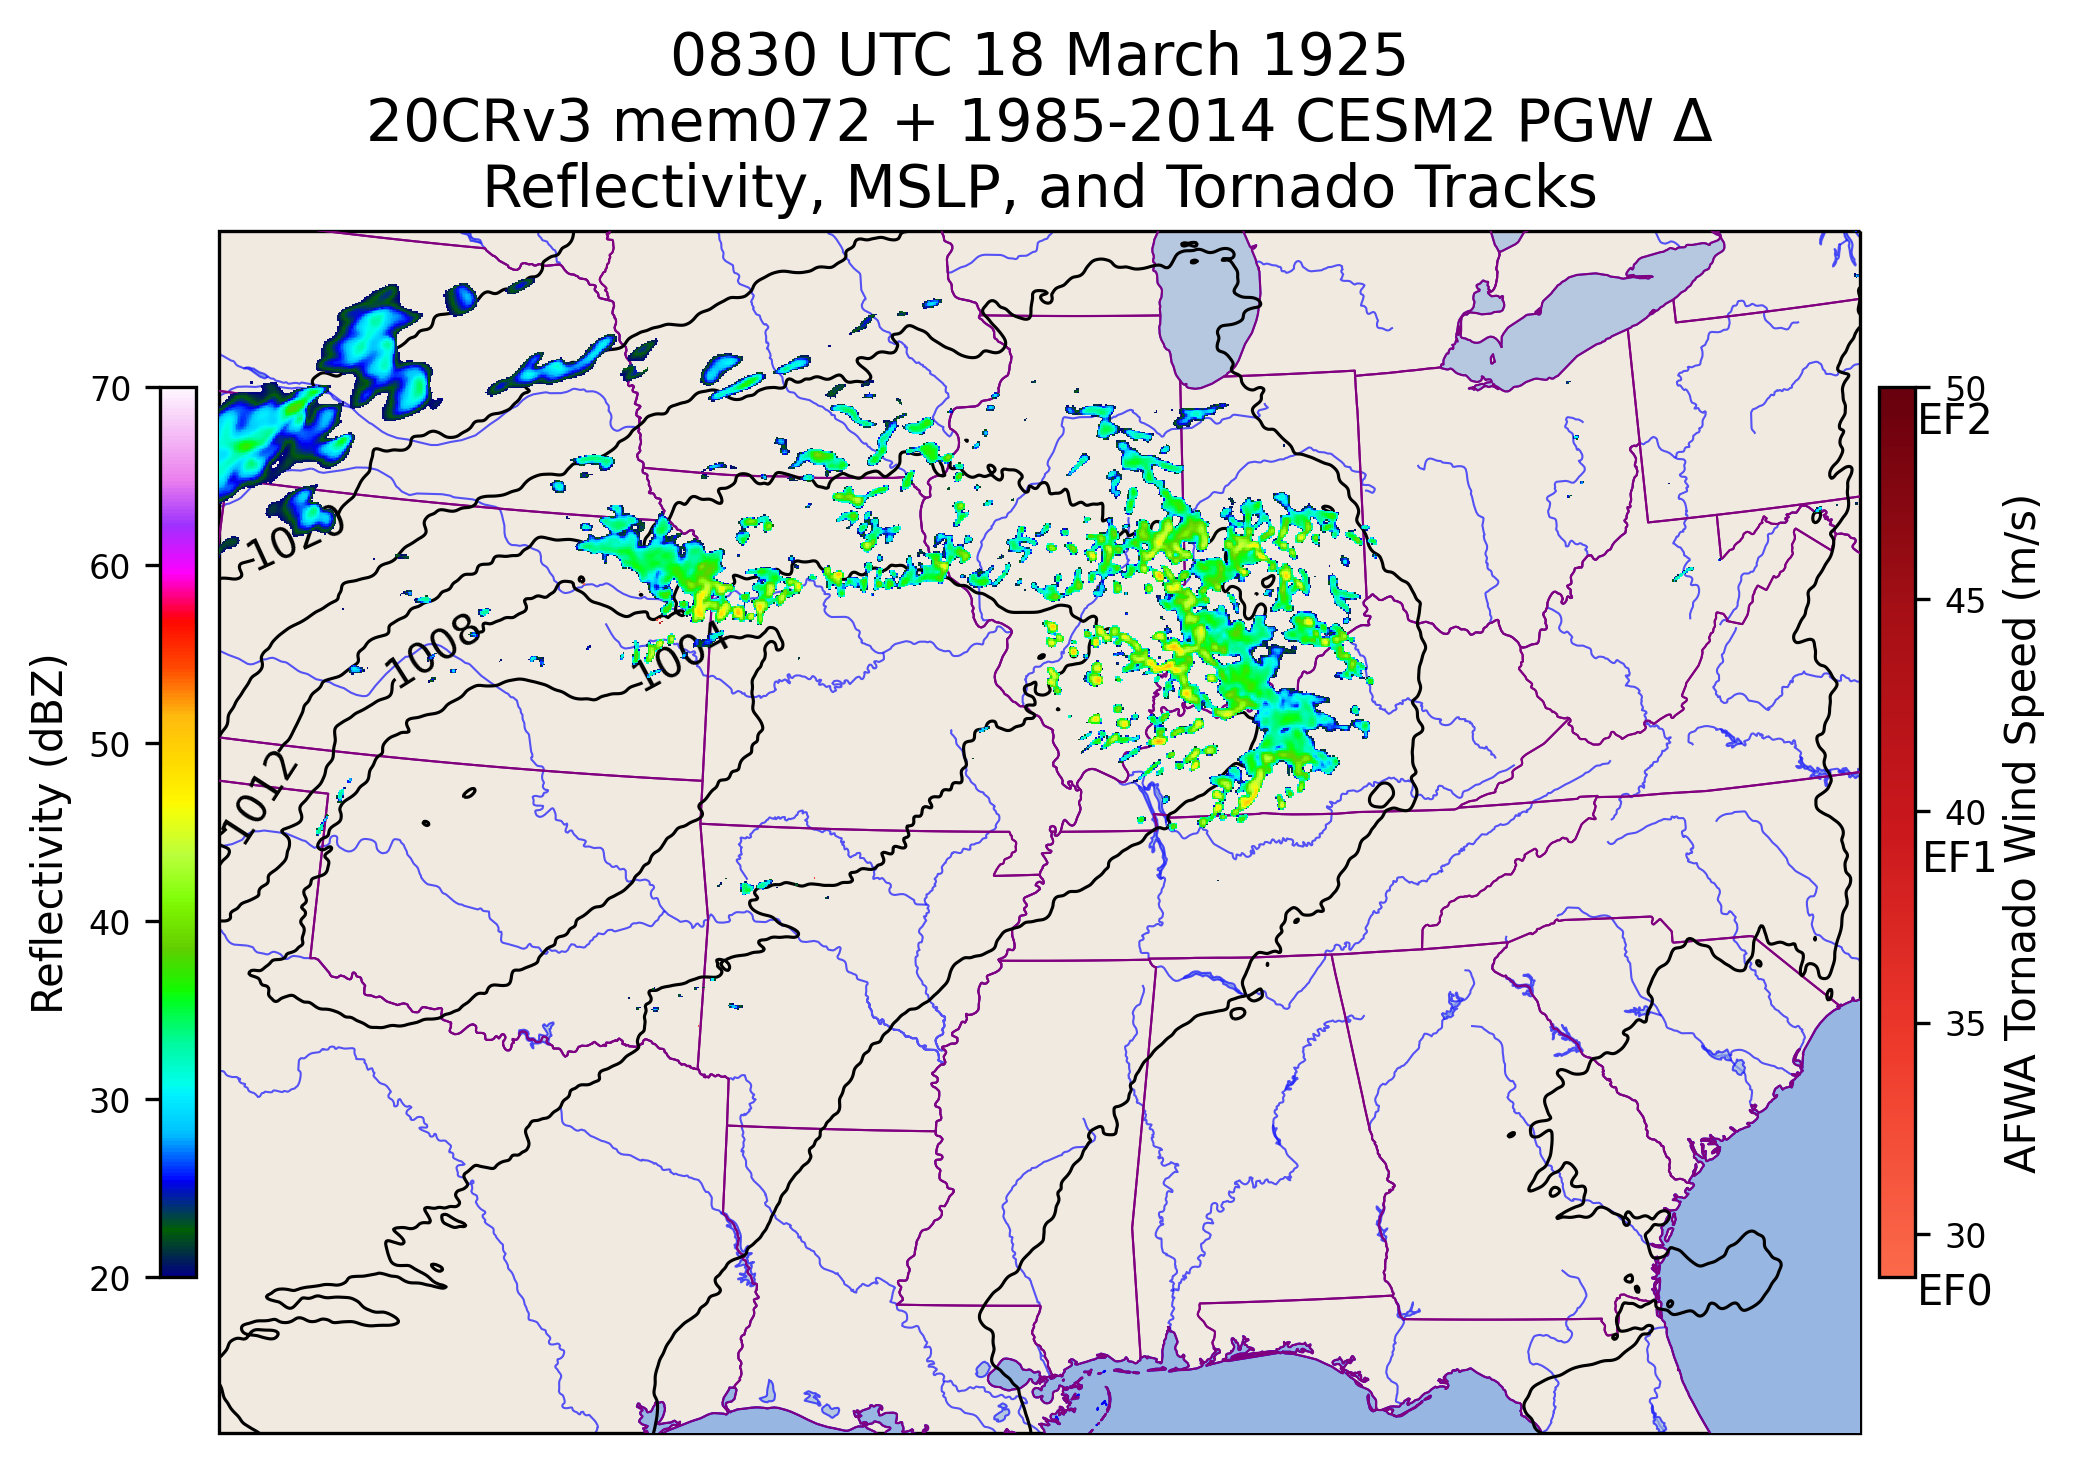 0830 UTC 18 March 1925
20CRv3 mem072 + 1985-2014 CESM2 PGW Δ
Reflectivity, MSLP, and Tornado Tracks
70
60
50
40
30
20
Reflectivity (dBZ)
1020
1008
1004
1012
50
EF2
45
40
EF1
35
30
EF0
AFWA Tornado Wind Speed (m/s)